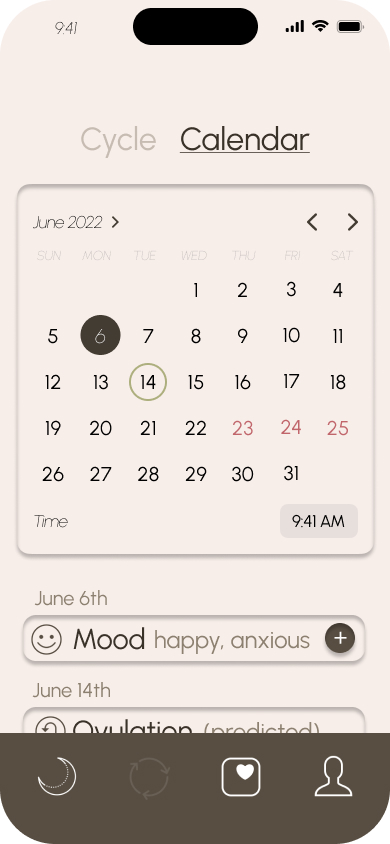 9:41
Cycle Calendar
June 2022
SUN MON TUE WED THU FRI SAT
1 2 3 4
5 6 7 8 9 10 11
12 13 14 15 16 17 18
19 20 21 22 23 24 25
26 27 28 29 30 31
Time 9:41 AM
June 6th
Mood happy, anxious +
June 14th
Ovulation (predicted)